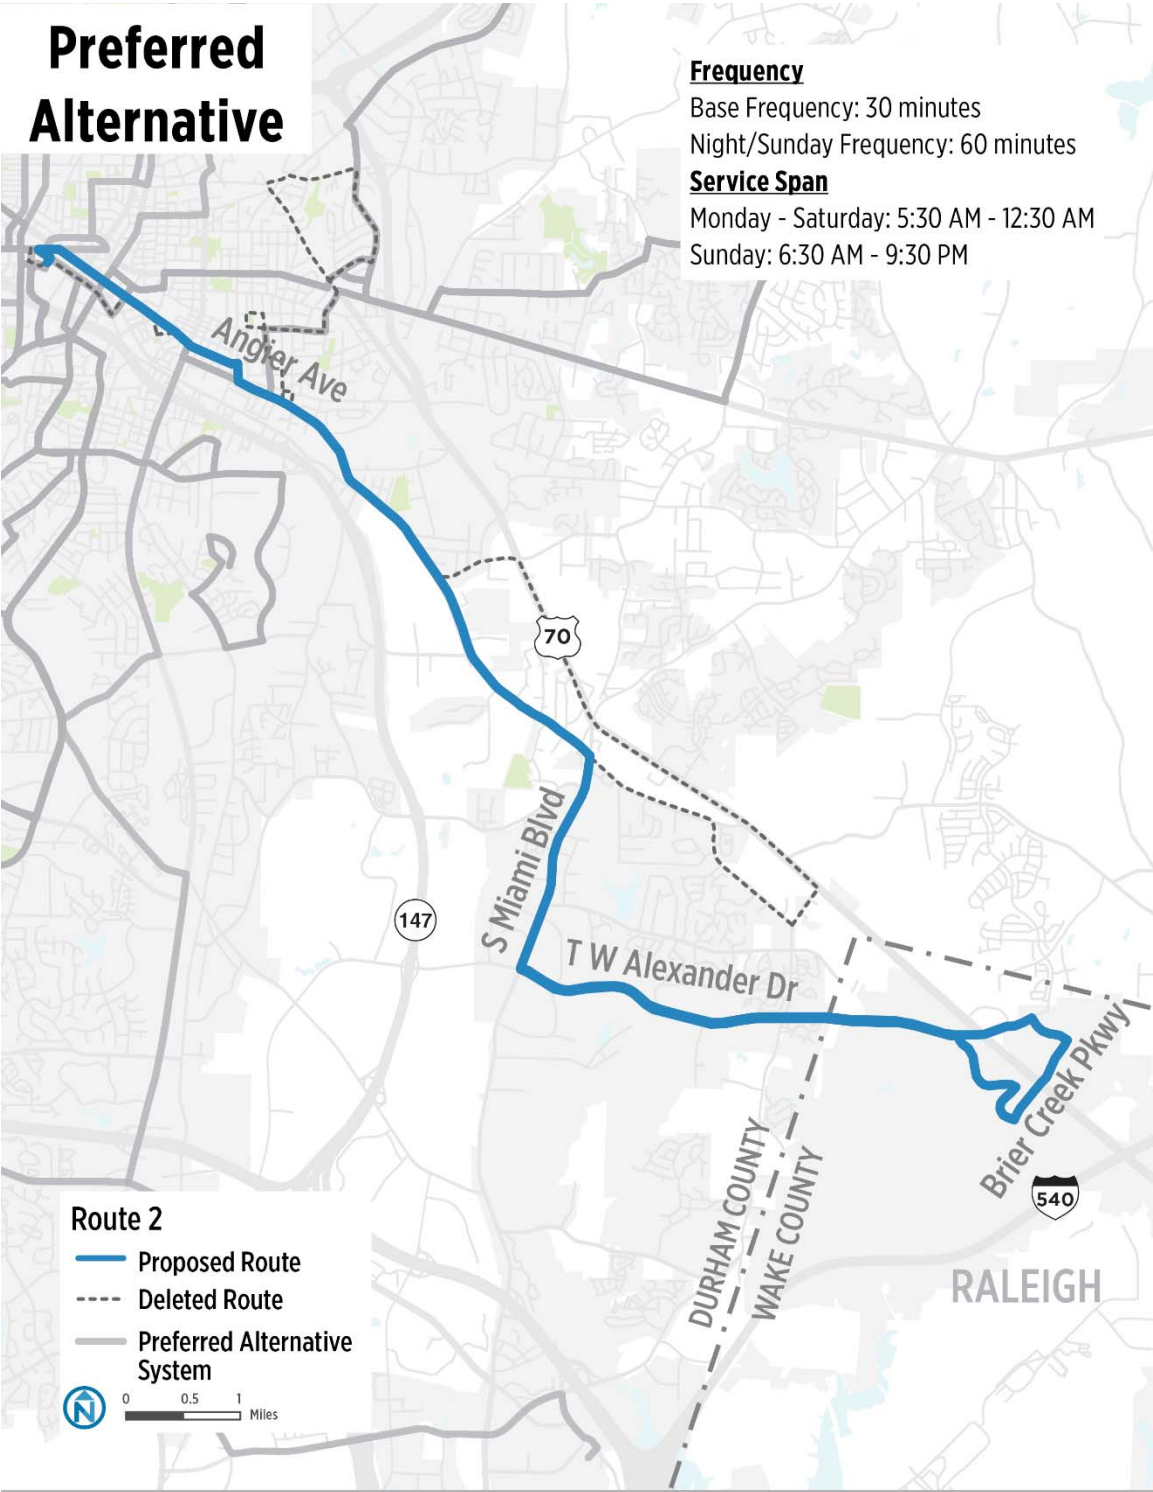 Preferred
Alternative
Frequency
Base Frequency: 30 minutes
Night/Sunday Frequency: 60 minutes
Service Span
Monday - Saturday: 5:30 AM - 12:30 AM
Sunday: 6:30 AM - 9:30 PM
Angier Ave
70
S Miami Blvd
147
T W Alexander Dr
Brier Creek Pkwy
DURHAM COUNTY
WAKE COUNTY
540
RALEIGH
Route 2
Proposed Route
Deleted Route
Preferred Alternative
System
N
0 0.5 1
Miles